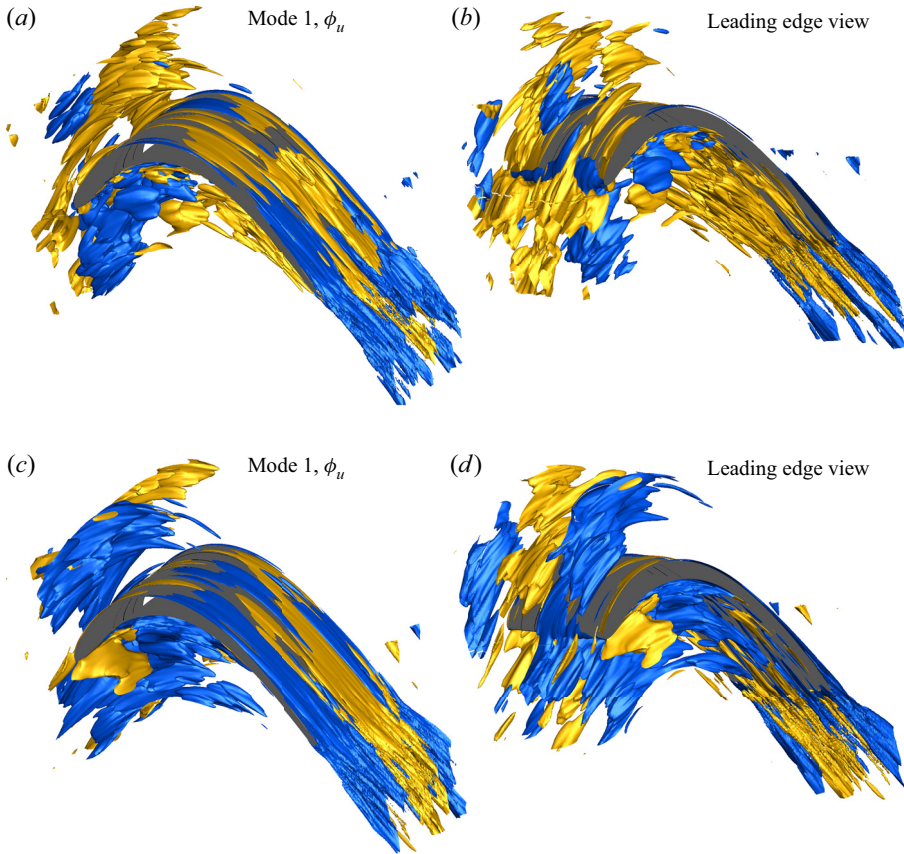 (a) Mode 1, ϕu
(b) Leading edge view
(c) Mode 1, ϕu
(d) Leading edge view